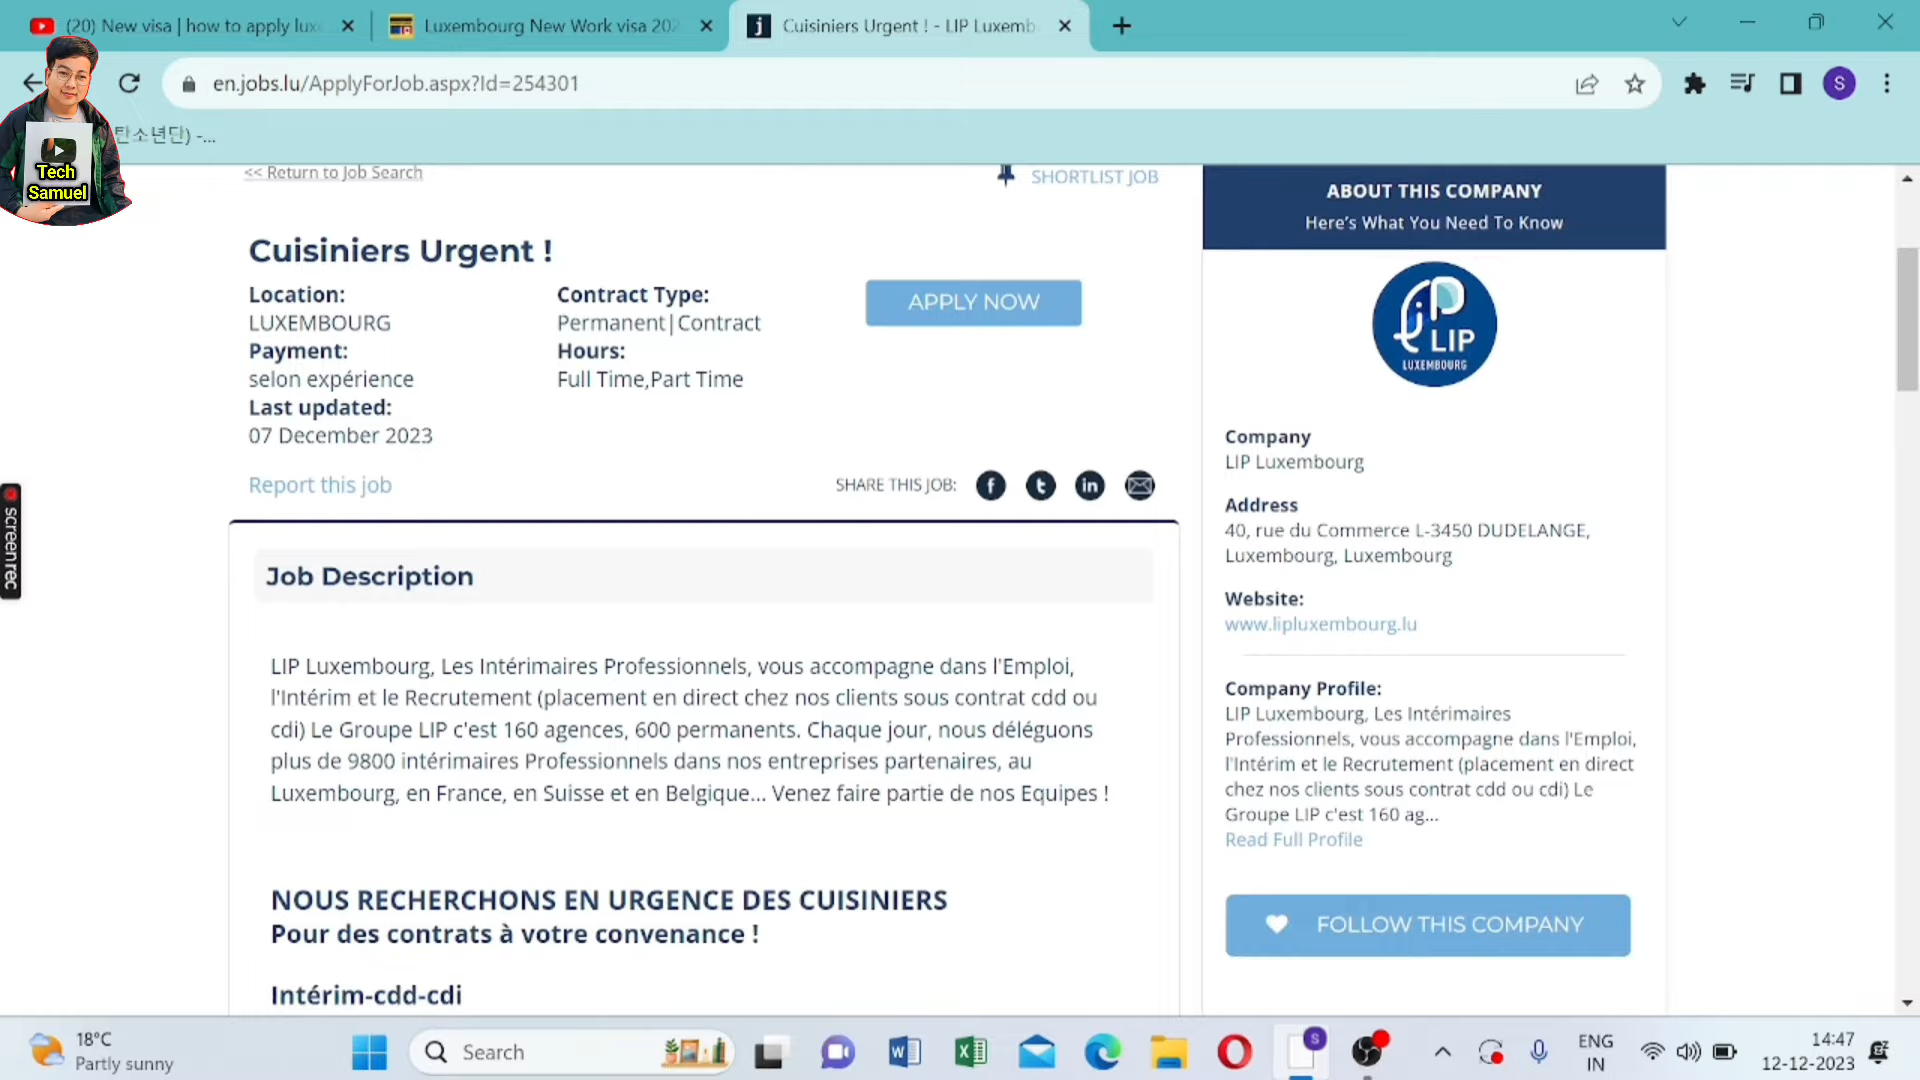 (20) New visa | how to apply lux
Luxembourg New Work visa 202
Cuisiniers Urgent ! - LIP Luxemb
en.jobs.lu/ApplyForJob.aspx?Id=254301
S
탄소년단) -...
Tech
Samuel
<< Return to Job Search
SHORTLIST JOB
Cuisiniers Urgent !
Location:
LUXEMBOURG
Payment:
selon expérience
Last updated:
07 December 2023
Contract Type:
Permanent|Contract
Hours:
Full Time,Part Time
APPLY NOW
Report this job
SHARE THIS JOB:
Job Description
LIP Luxembourg, Les Intérimaires Professionnels, vous accompagne dans l'Emploi,
l'Intérim et le Recrutement (placement en direct chez nos clients sous contrat cdd ou
cdi) Le Groupe LIP c'est 160 agences, 600 permanents. Chaque jour, nous déléguons
plus de 9800 intérimaires Professionnels dans nos entreprises partenaires, au
Luxembourg, en France, en Suisse et en Belgique... Venez faire partie de nos Equipes !
NOUS RECHERCHONS EN URGENCE DES CUISINIERS
Pour des contrats à votre convenance !
Intérim-cdd-cdi
ABOUT THIS COMPANY
Here's What You Need To Know
LIP
LUXEMBOURG
Company
LIP Luxembourg
Address
40, rue du Commerce L-3450 DUDELANGE,
Luxembourg, Luxembourg
Website:
www.lipluxembourg.lu
Company Profile:
LIP Luxembourg, Les Intérimaires
Professionnels, vous accompagne dans l'Emploi,
l'Intérim et le Recrutement (placement en direct
chez nos clients sous contrat cdd ou cdi) Le
Groupe LIP c'est 160 ag...
Read Full Profile
FOLLOW THIS COMPANY
screenrec
18°C
Partly sunny
Search
S
ENG
IN
14:47
12-12-2023